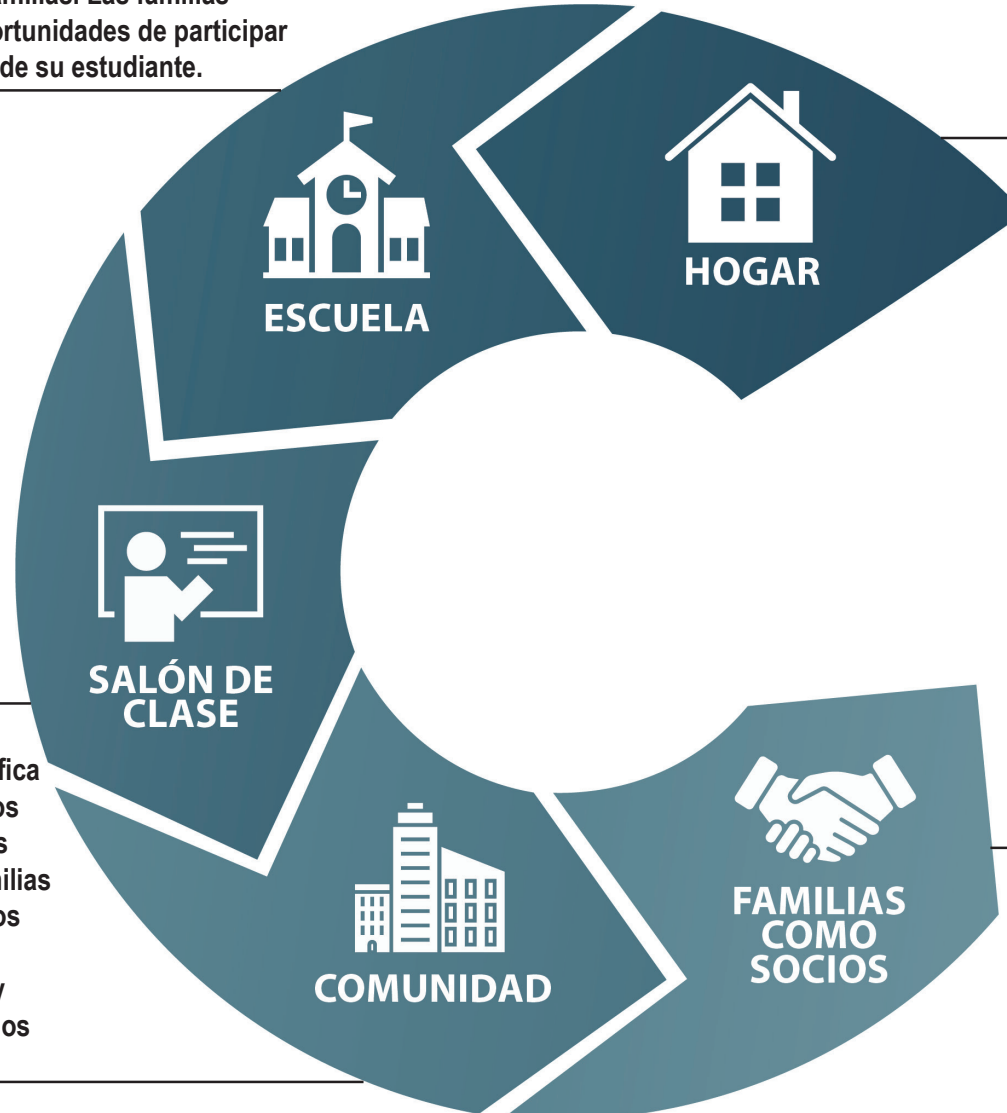 ortunidades de participar
de su estudiante.
HOGAR
ESCUELA
SALÓN DE
CLASE
fica
os
s
ilias
os
y
os
FAMILIAS
COMO
SOCIOS
COMUNIDAD